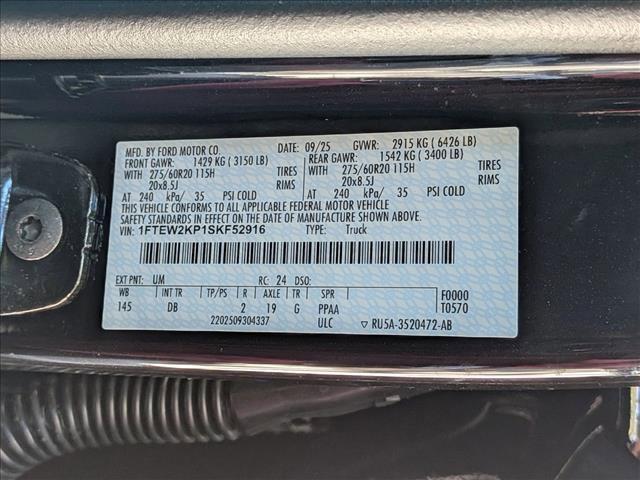 MFD. BY FORD MOTOR CO. DATE: 09/25 GVWR: 2915 KG ( 6426 LB)
FRONT GAWR: 1429 KG ( 3150 LB) REAR GAWR: 1542 KG ( 3400 LB)
WITH 275/60R20 115H TIRES WITH 275/60R20 115H TIRES
20x8.5J RIMS 20x8.5J RIMS
AT 240 kPa/ 35 PSI COLD AT 240 kPa/ 35 PSI COLD
THIS VEHICLE CONFORMS TO ALL APPLICABLE FEDERAL MOTOR VEHICLE
SAFETY STANDARDS IN EFFECT ON THE DATE OF MANUFACTURE SHOWN ABOVE.
VIN: 1FTEW2KP1SKF52916 TYPE: Truck
EXT PNT: UM RC: 24 DSO:
WB INT TR TP/PS R AXLE TR SPR F0000
145 DB 2 19 G PPAA T0570
2202509304337 ULC ▽ RU5A-3520472-AB